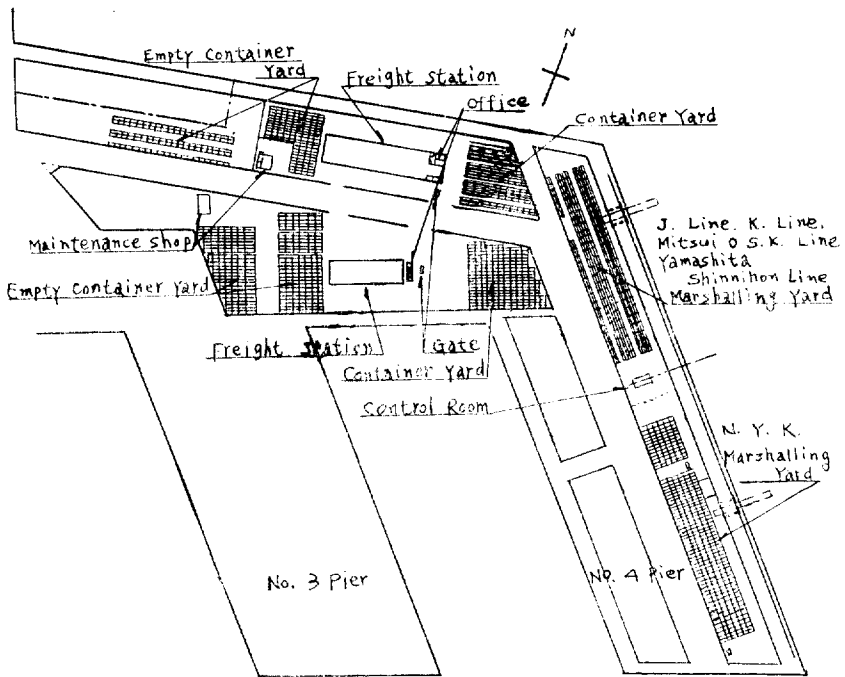 N
Empty Container
Yard
Freight Station
office
Container Yard
J. Line. K. Line.
Mitsui O S.K. Line
Yamashita
Shinnihon Line
Marshalling Yard
Maintenance shop
Empty Container Yard
Freight Station
Gate
Container Yard
Control Room
N. Y. K.
Marshalling
Yard
No. 3 Pier
No. 4 Pier